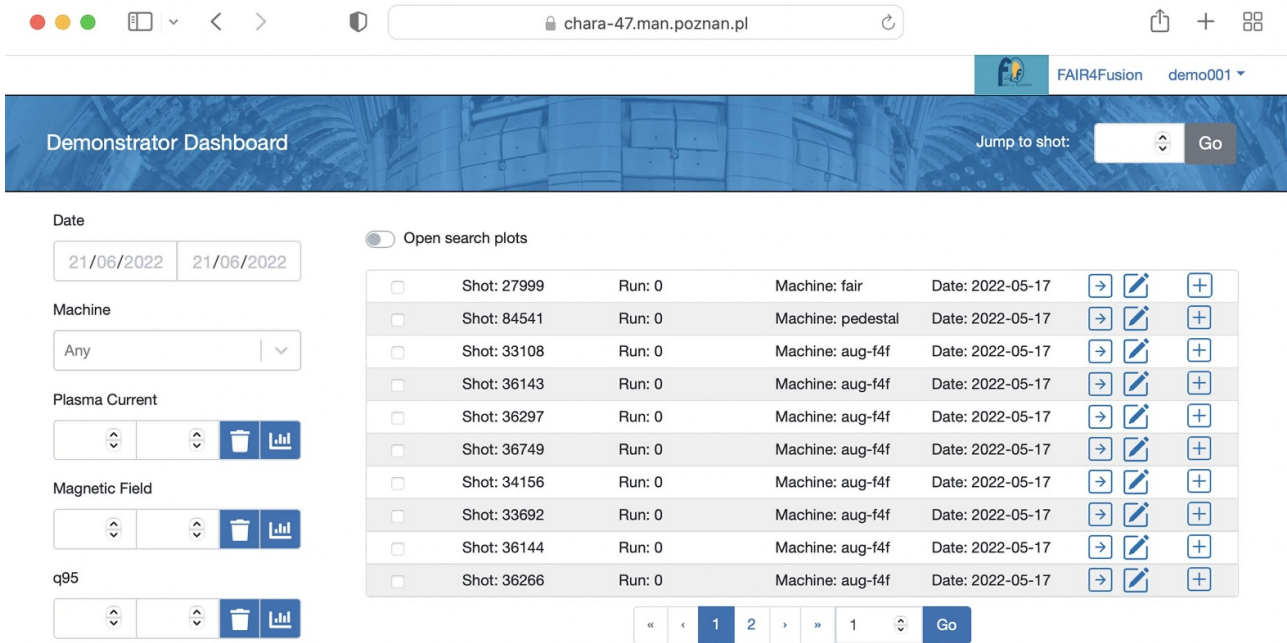 chara-47.man.poznan.pl
FAIR4Fusion demo001
Demonstrator Dashboard
Jump to shot: Go
Date
21/06/2022 21/06/2022
Machine
Any
Plasma Current
Magnetic Field
q95
Open search plots
Shot: 27999 Run: 0 Machine: fair Date: 2022-05-17
Shot: 84541 Run: 0 Machine: pedestal Date: 2022-05-17
Shot: 33108 Run: 0 Machine: aug-f4f Date: 2022-05-17
Shot: 36143 Run: 0 Machine: aug-f4f Date: 2022-05-17
Shot: 36297 Run: 0 Machine: aug-f4f Date: 2022-05-17
Shot: 36749 Run: 0 Machine: aug-f4f Date: 2022-05-17
Shot: 34156 Run: 0 Machine: aug-f4f Date: 2022-05-17
Shot: 33692 Run: 0 Machine: aug-f4f Date: 2022-05-17
Shot: 36144 Run: 0 Machine: aug-f4f Date: 2022-05-17
Shot: 36266 Run: 0 Machine: aug-f4f Date: 2022-05-17
« ‹ 1 2 › » 1 Go